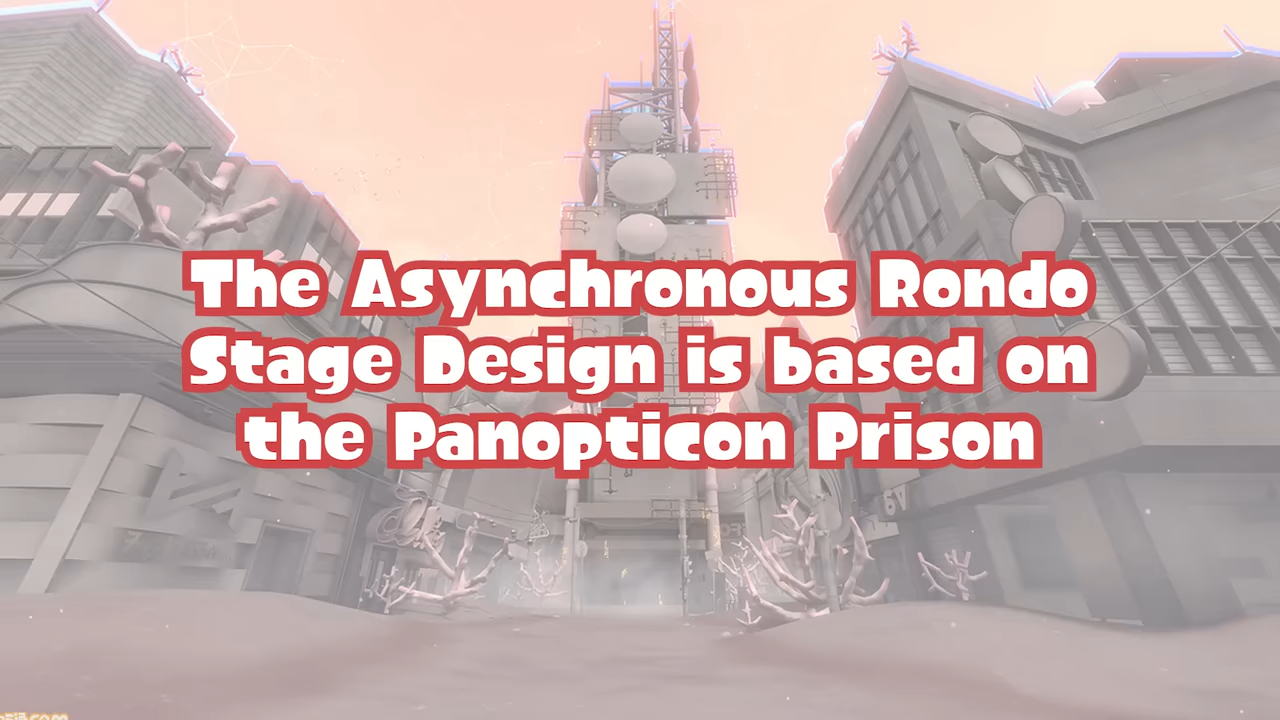 The Asynchronous Rondo
Stage Design is based on
the Panopticon Prison